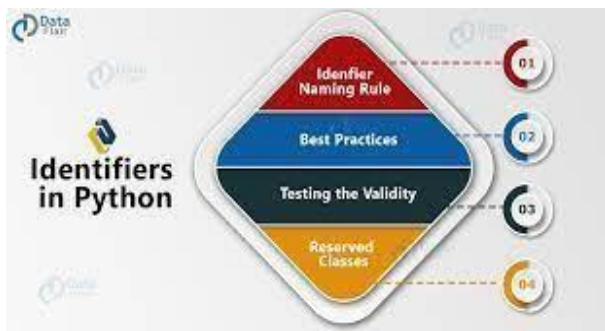 Data
Flair
Idenfier
Naming Rule
01
Best Practices
02
Identifiers
in Python
Testing the Validity
03
Reserved
Classes
04